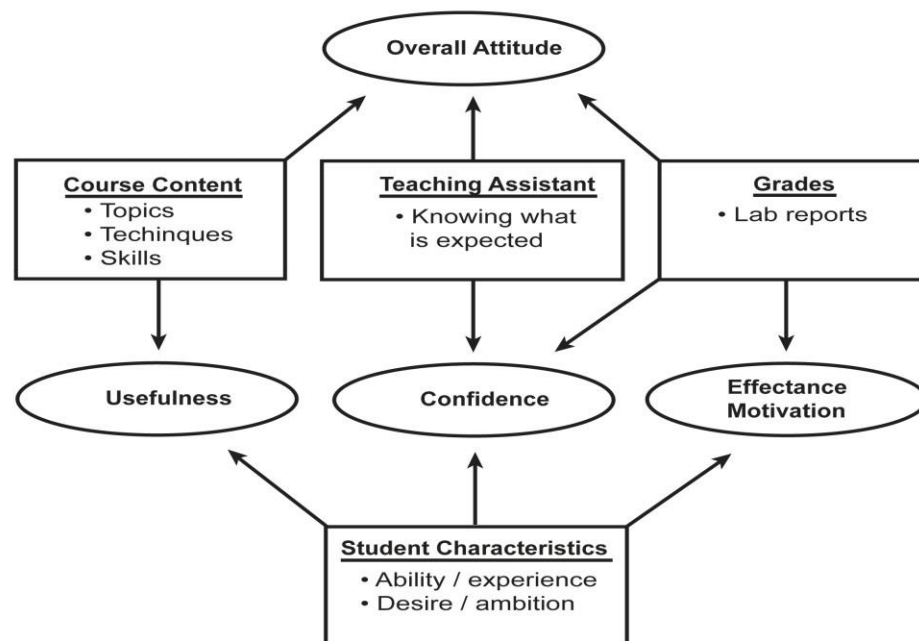 Overall Attitude
Course Content
• Topics
• Techinques
• Skills
Teaching Assistant
• Knowing what
is expected
Grades
• Lab reports
Usefulness
Confidence
Effectance
Motivation
Student Characteristics
• Ability / experience
• Desire / ambition